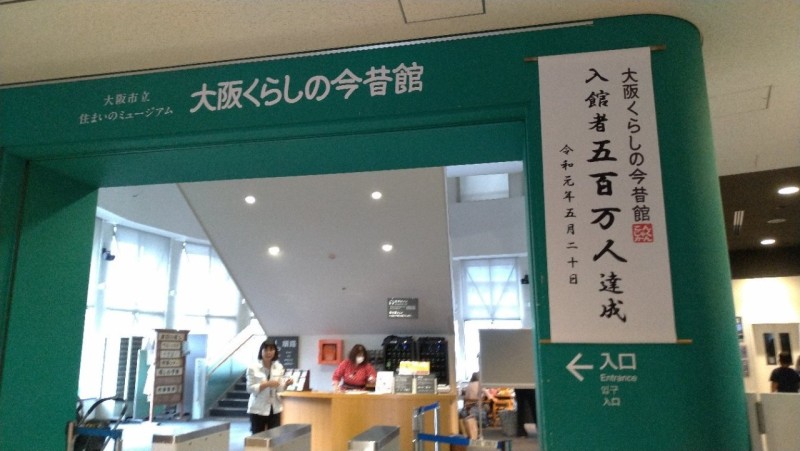 大阪市立
住まいのミュージアム
大阪くらしの今昔館
大阪くらしの今昔館
入館者五百万人達成
令和元年五月二十日
入口
Entrance
입구
入口